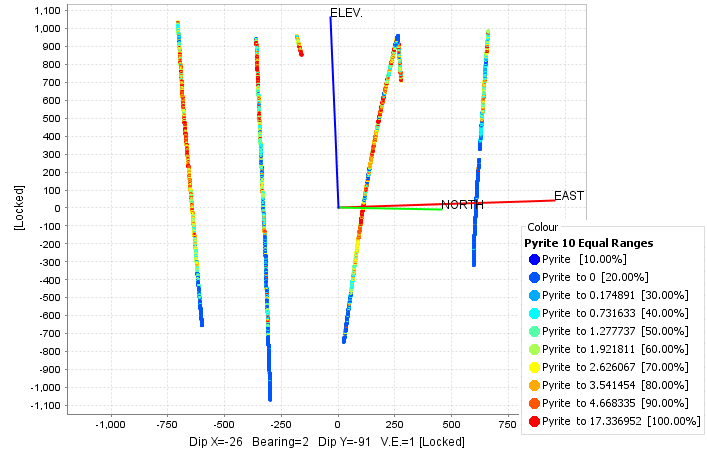 1,100
1,000
900
800
700
600
500
400
300
200
100
0
-100
-200
-300
-400
-500
-600
-700
-800
-900
-1,000
-1,100
[Locked]
ELEV.
EAST
NORTH
-1,000
-750
-500
-250
0
250
500
750
Dip X=-26 Bearing=2 Dip Y=-91 V.E.=1 [Locked]
Colour
Pyrite 10 Equal Ranges
Pyrite [10.00%]
Pyrite to 0 [20.00%]
Pyrite to 0.174891 [30.00%]
Pyrite to 0.731633 [40.00%]
Pyrite to 1.277737 [50.00%]
Pyrite to 1.921811 [60.00%]
Pyrite to 2.626067 [70.00%]
Pyrite to 3.541454 [80.00%]
Pyrite to 4.668335 [90.00%]
Pyrite to 17.336952 [100.00%]